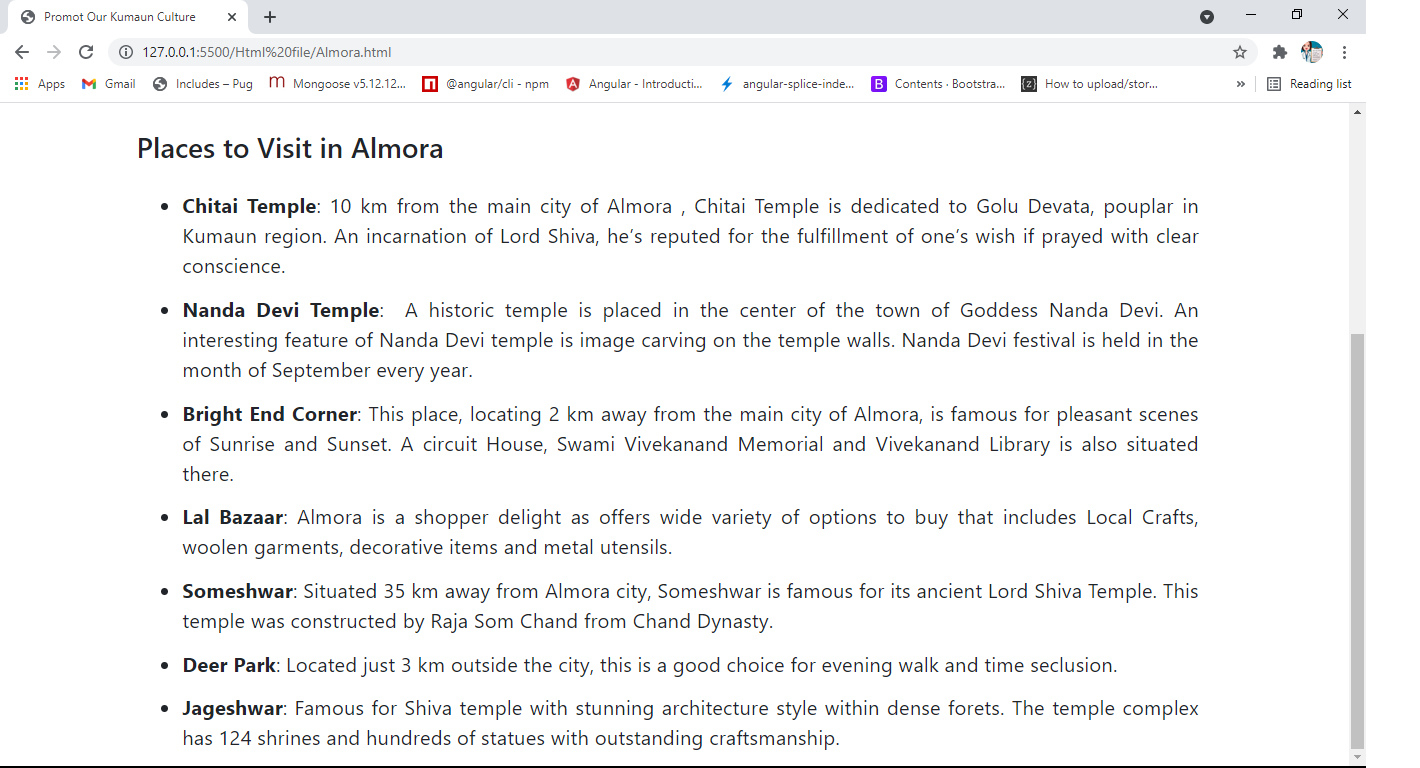 Promot Our Kumaun Culture
127.0.0.1:5500/Html%20file/Almora.html
Apps Gmail Includes – Pug Mongoose v5.12.12... @angular/cli - npm Angular - Introducti... angular-splice-inde... Contents · Bootstra... How to upload/stor... » Reading list
Places to Visit in Almora
• Chitai Temple: 10 km from the main city of Almora , Chitai Temple is dedicated to Golu Devata, pouplar in
Kumaun region. An incarnation of Lord Shiva, he’s reputed for the fulfillment of one’s wish if prayed with clear
conscience.
• Nanda Devi Temple:  A historic temple is placed in the center of the town of Goddess Nanda Devi. An
interesting feature of Nanda Devi temple is image carving on the temple walls. Nanda Devi festival is held in the
month of September every year.
• Bright End Corner: This place, locating 2 km away from the main city of Almora, is famous for pleasant scenes
of Sunrise and Sunset. A circuit House, Swami Vivekanand Memorial and Vivekanand Library is also situated
there.
• Lal Bazaar: Almora is a shopper delight as offers wide variety of options to buy that includes Local Crafts,
woolen garments, decorative items and metal utensils.
• Someshwar: Situated 35 km away from Almora city, Someshwar is famous for its ancient Lord Shiva Temple. This
temple was constructed by Raja Som Chand from Chand Dynasty.
• Deer Park: Located just 3 km outside the city, this is a good choice for evening walk and time seclusion.
• Jageshwar: Famous for Shiva temple with stunning architecture style within dense forets. The temple complex
has 124 shrines and hundreds of statues with outstanding craftsmanship.